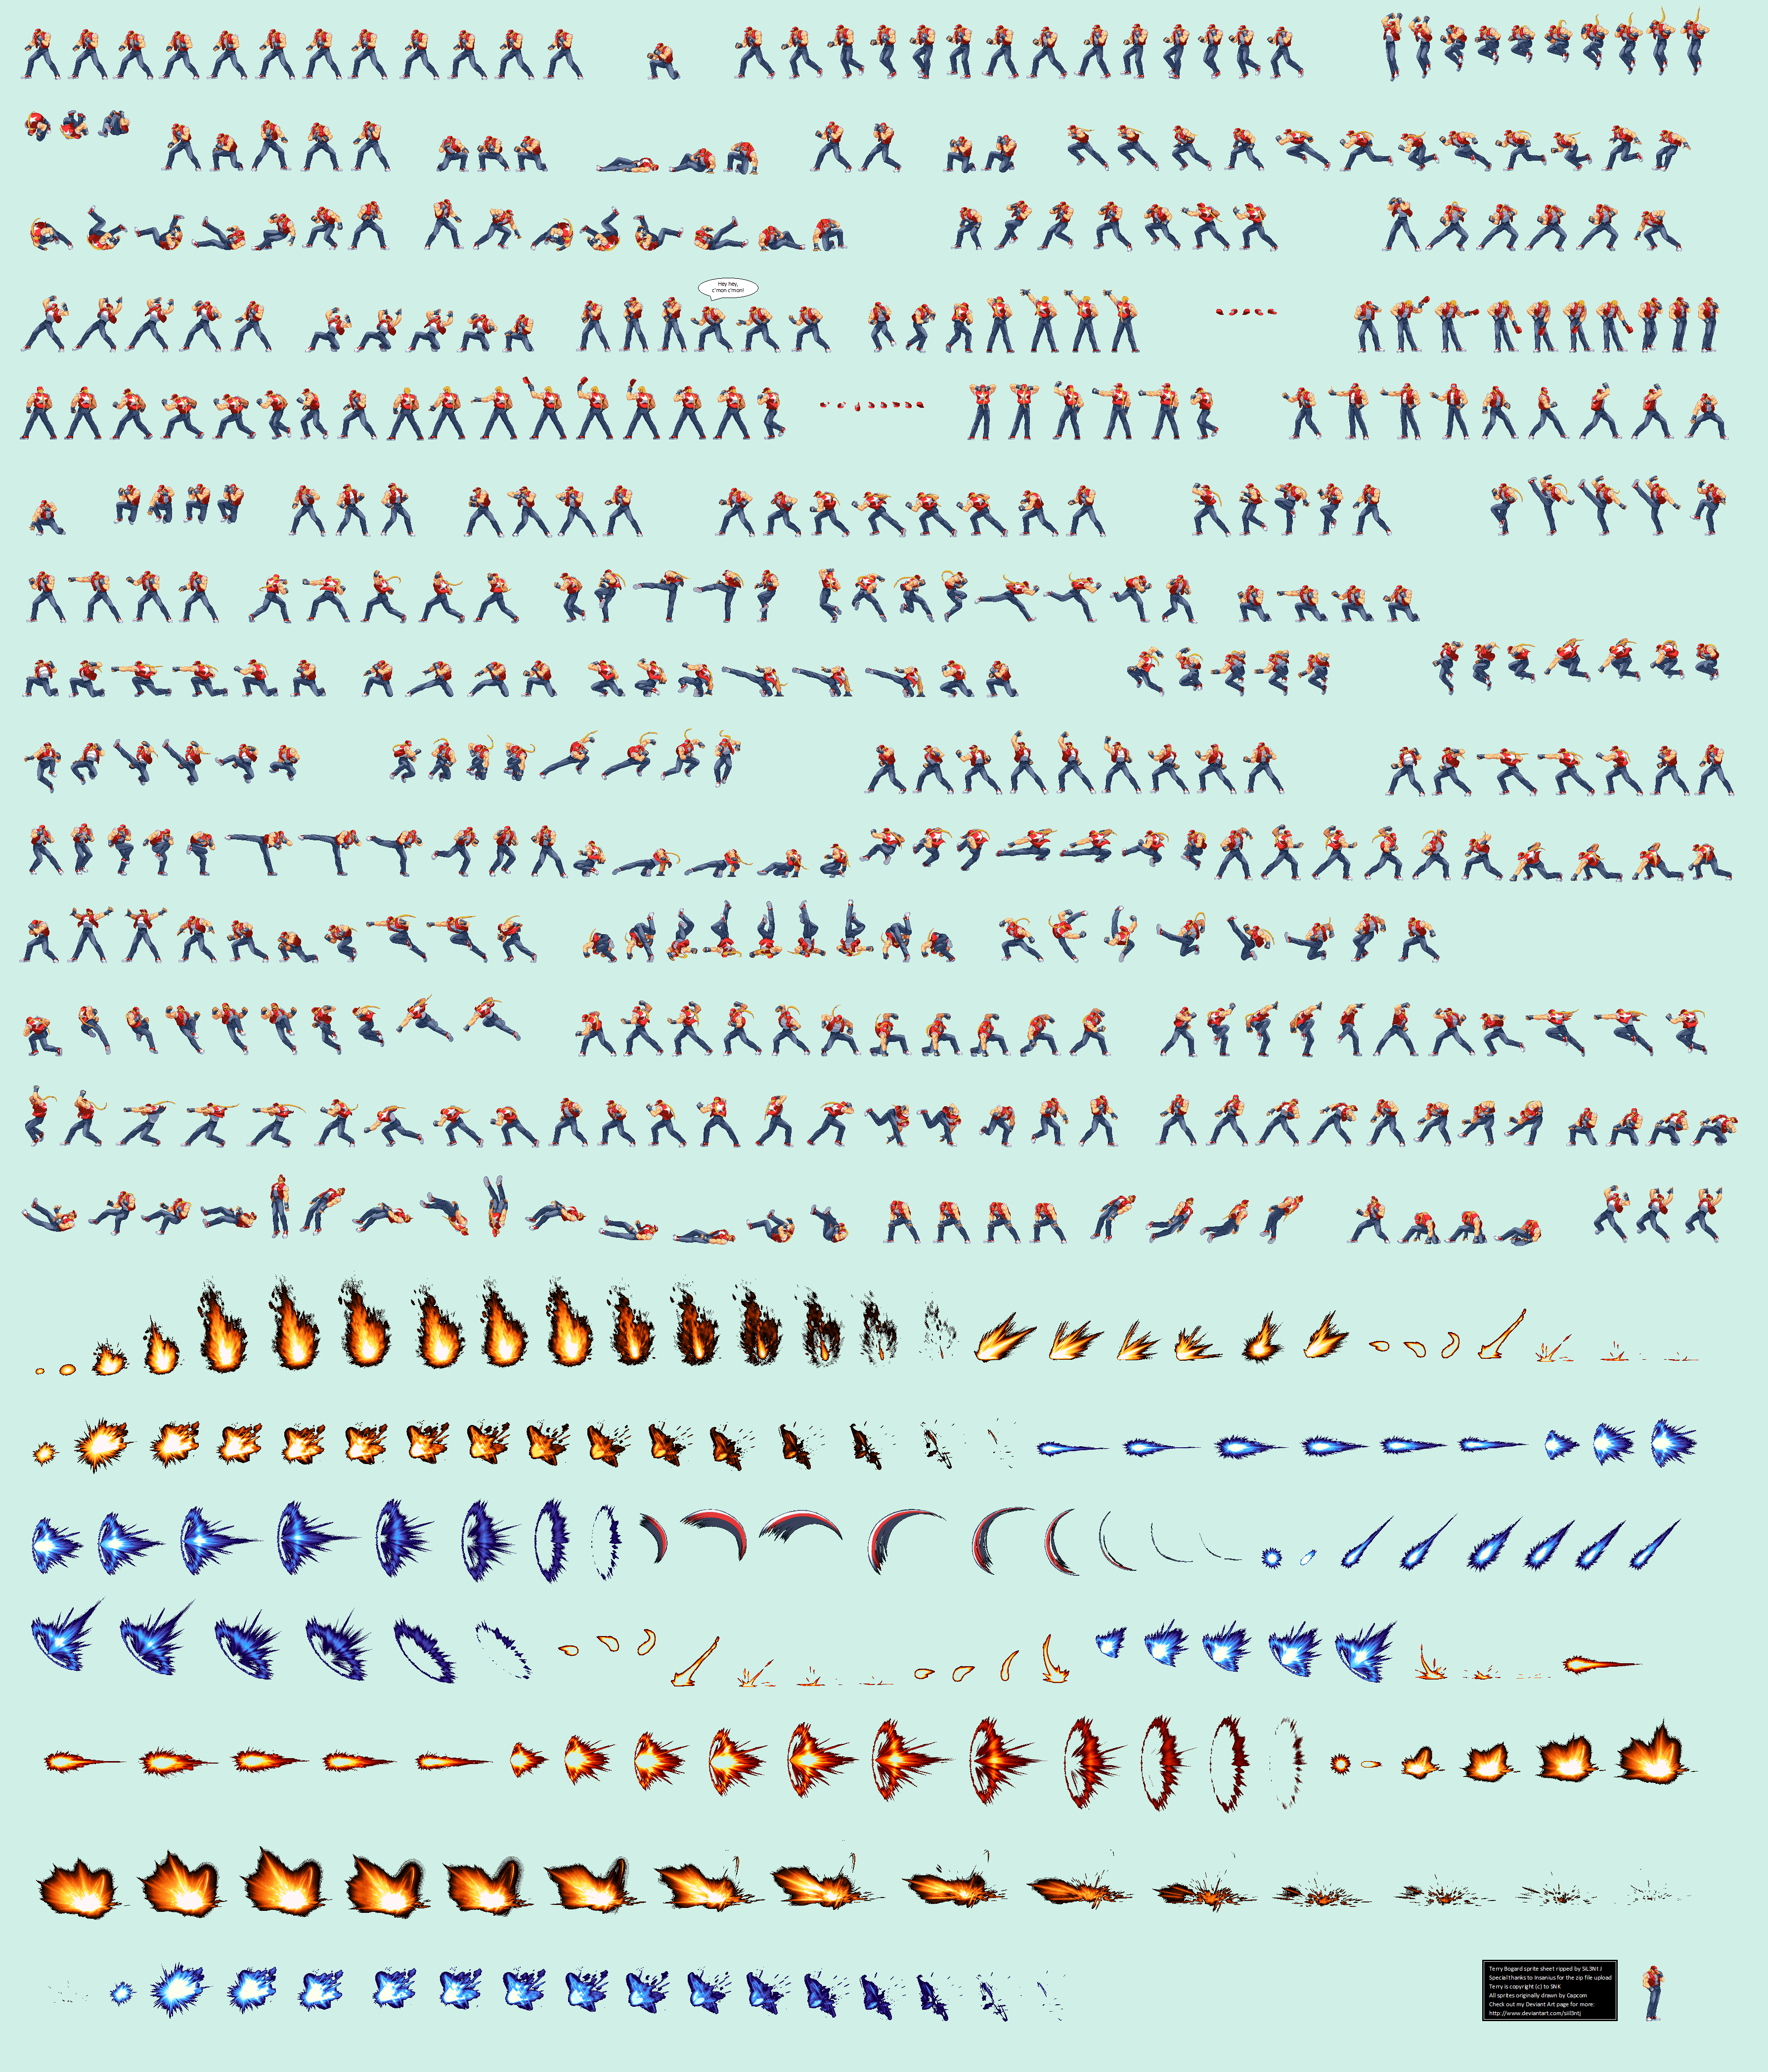 Hey hey,
c'mon c'mon!
Terry Bogard sprite sheet ripped by SiL3Nt J
Special thanks to Insanius for the zip file upload
Terry is copyright (c) to SNK
All sprites originally drawn by Capcom
Check out my Deviant Art page for more:
http://www.deviantart.com/sill3ntj